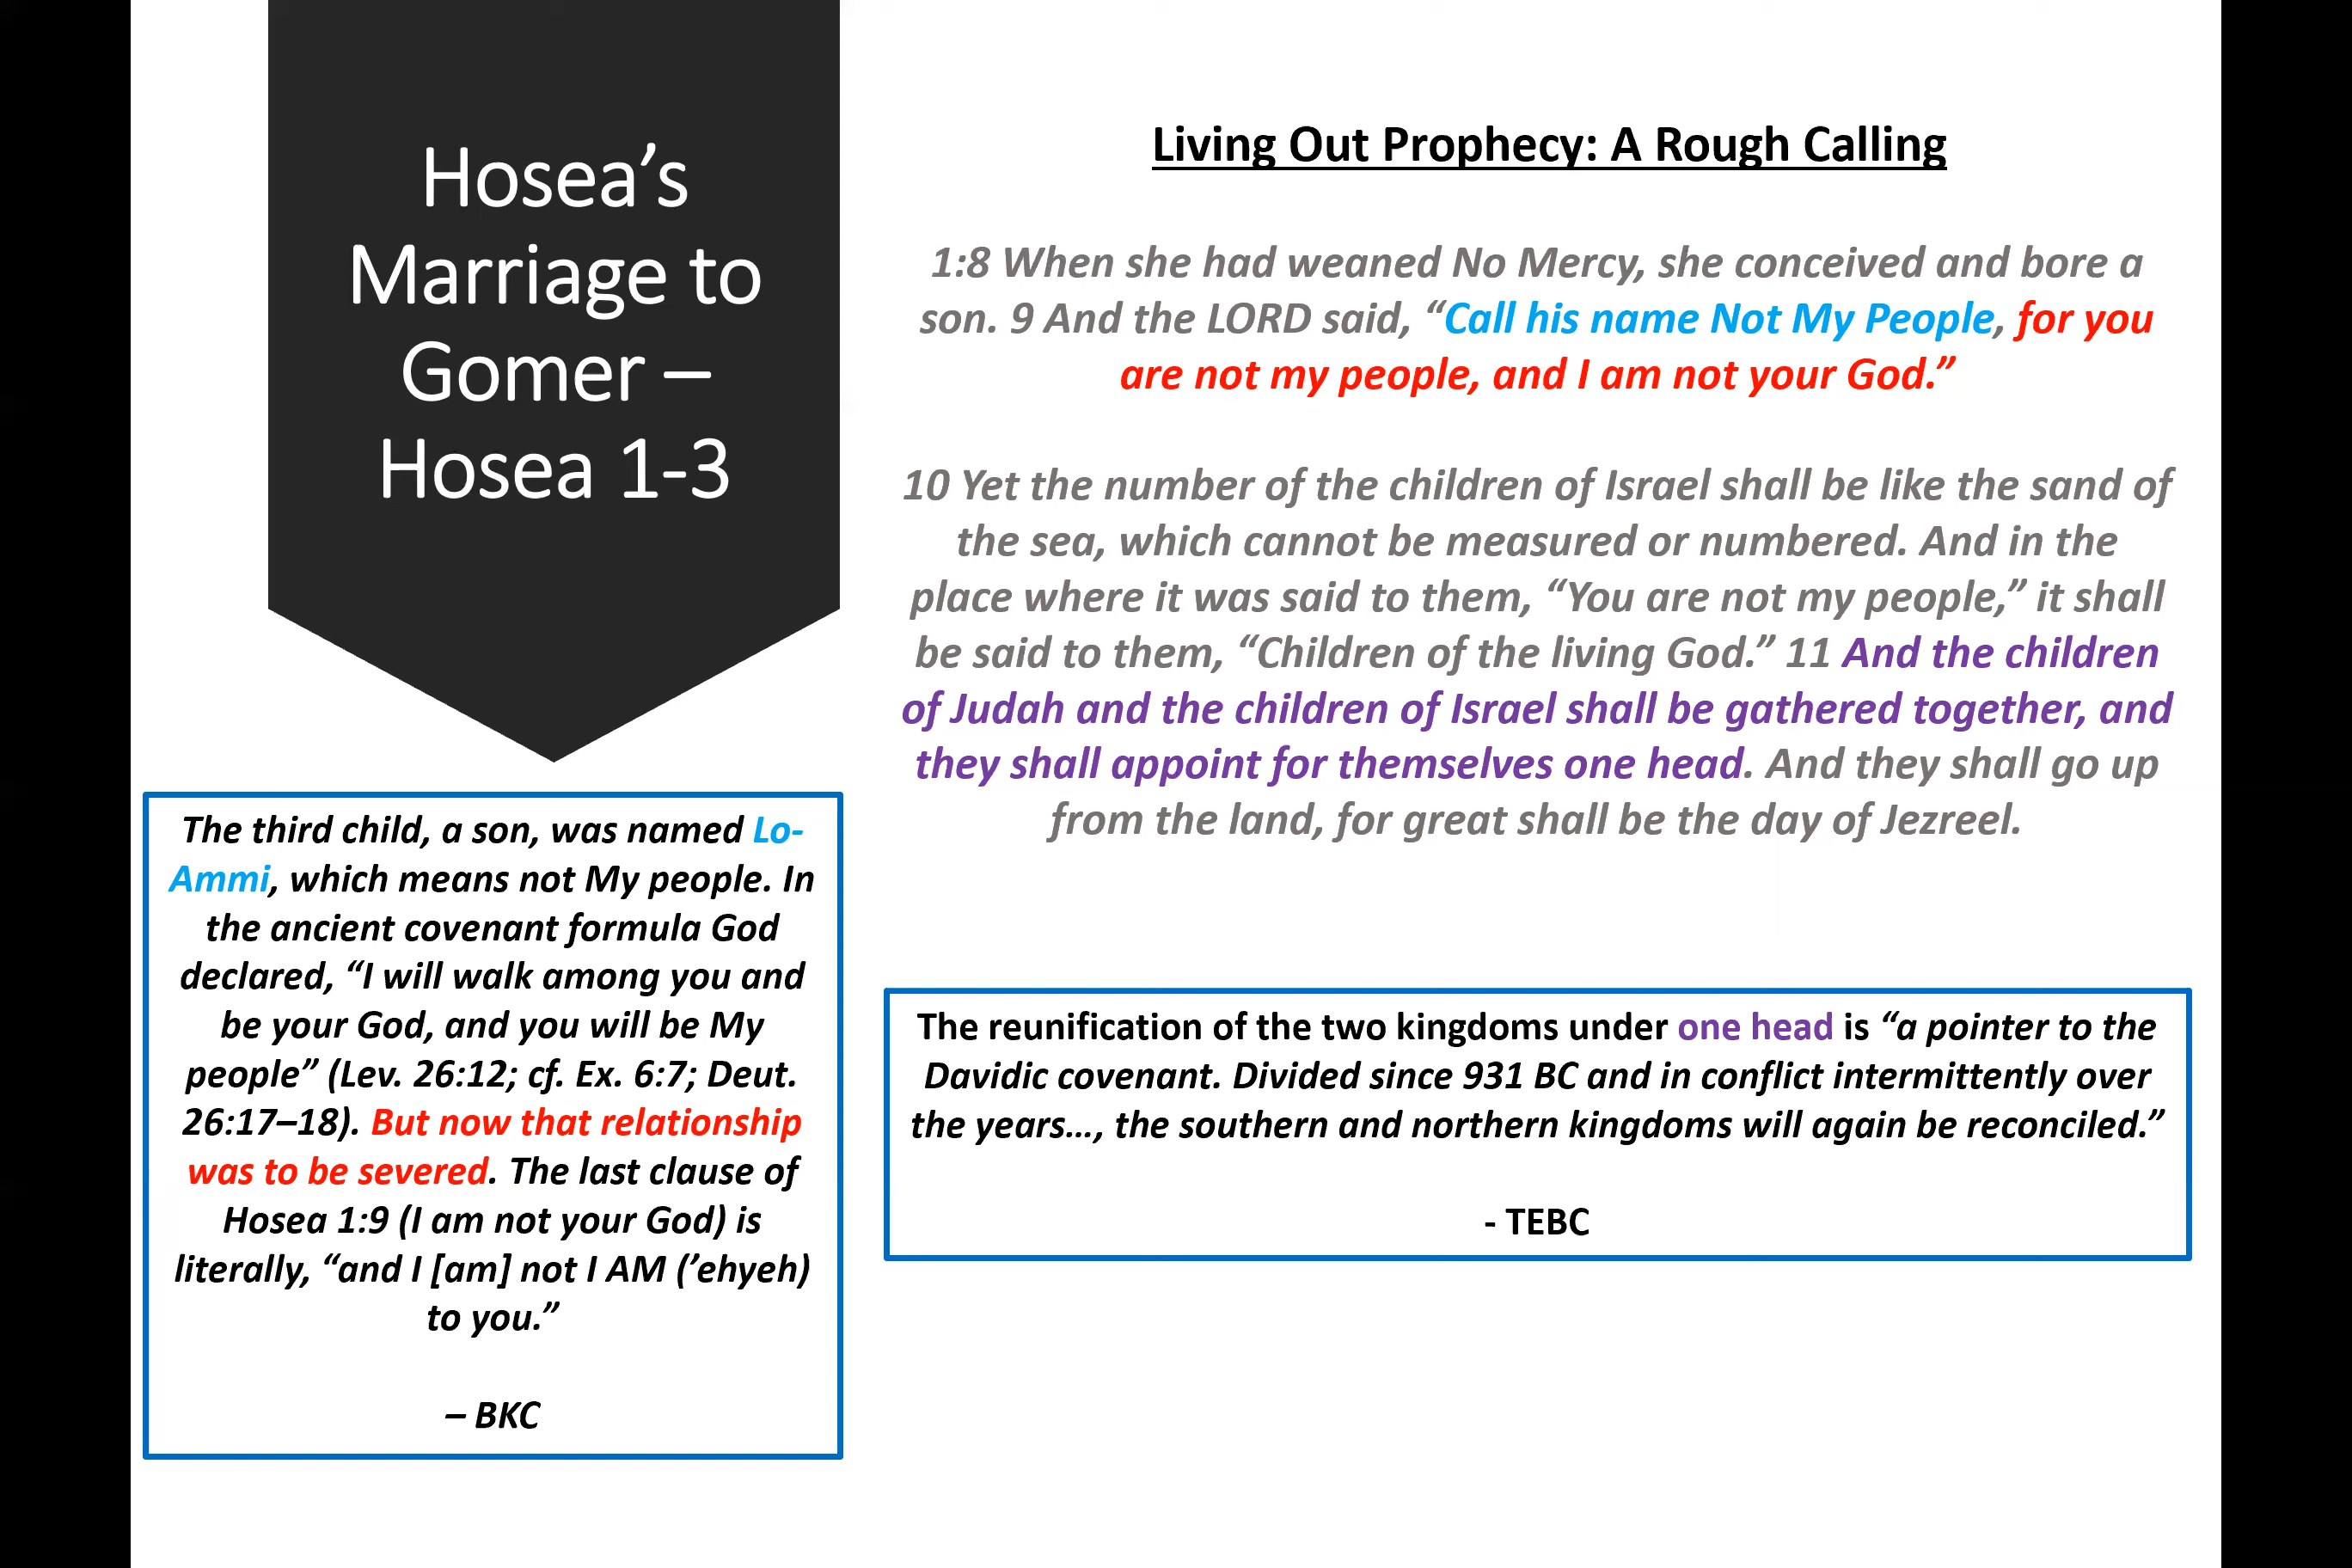 Hosea’s
Marriage to
Gomer –
Hosea 1-3
Living Out Prophecy: A Rough Calling
1:8 When she had weaned No Mercy, she conceived and bore a
son. 9 And the LORD said, “Call his name Not My People, for you
are not my people, and I am not your God.”
10 Yet the number of the children of Israel shall be like the sand of
the sea, which cannot be measured or numbered. And in the
place where it was said to them, “You are not my people,” it shall
be said to them, “Children of the living God.” 11 And the children
of Judah and the children of Israel shall be gathered together, and
they shall appoint for themselves one head. And they shall go up
from the land, for great shall be the day of Jezreel.
The third child, a son, was named Lo-
Ammi, which means not My people. In
the ancient covenant formula God
declared, “I will walk among you and
be your God, and you will be My
people” (Lev. 26:12; cf. Ex. 6:7; Deut.
26:17–18). But now that relationship
was to be severed. The last clause of
Hosea 1:9 (I am not your God) is
literally, “and I [am] not I AM (’ehyeh)
to you.”
– BKC
The reunification of the two kingdoms under one head is “a pointer to the
Davidic covenant. Divided since 931 BC and in conflict intermittently over
the years…, the southern and northern kingdoms will again be reconciled.”
- TEBC